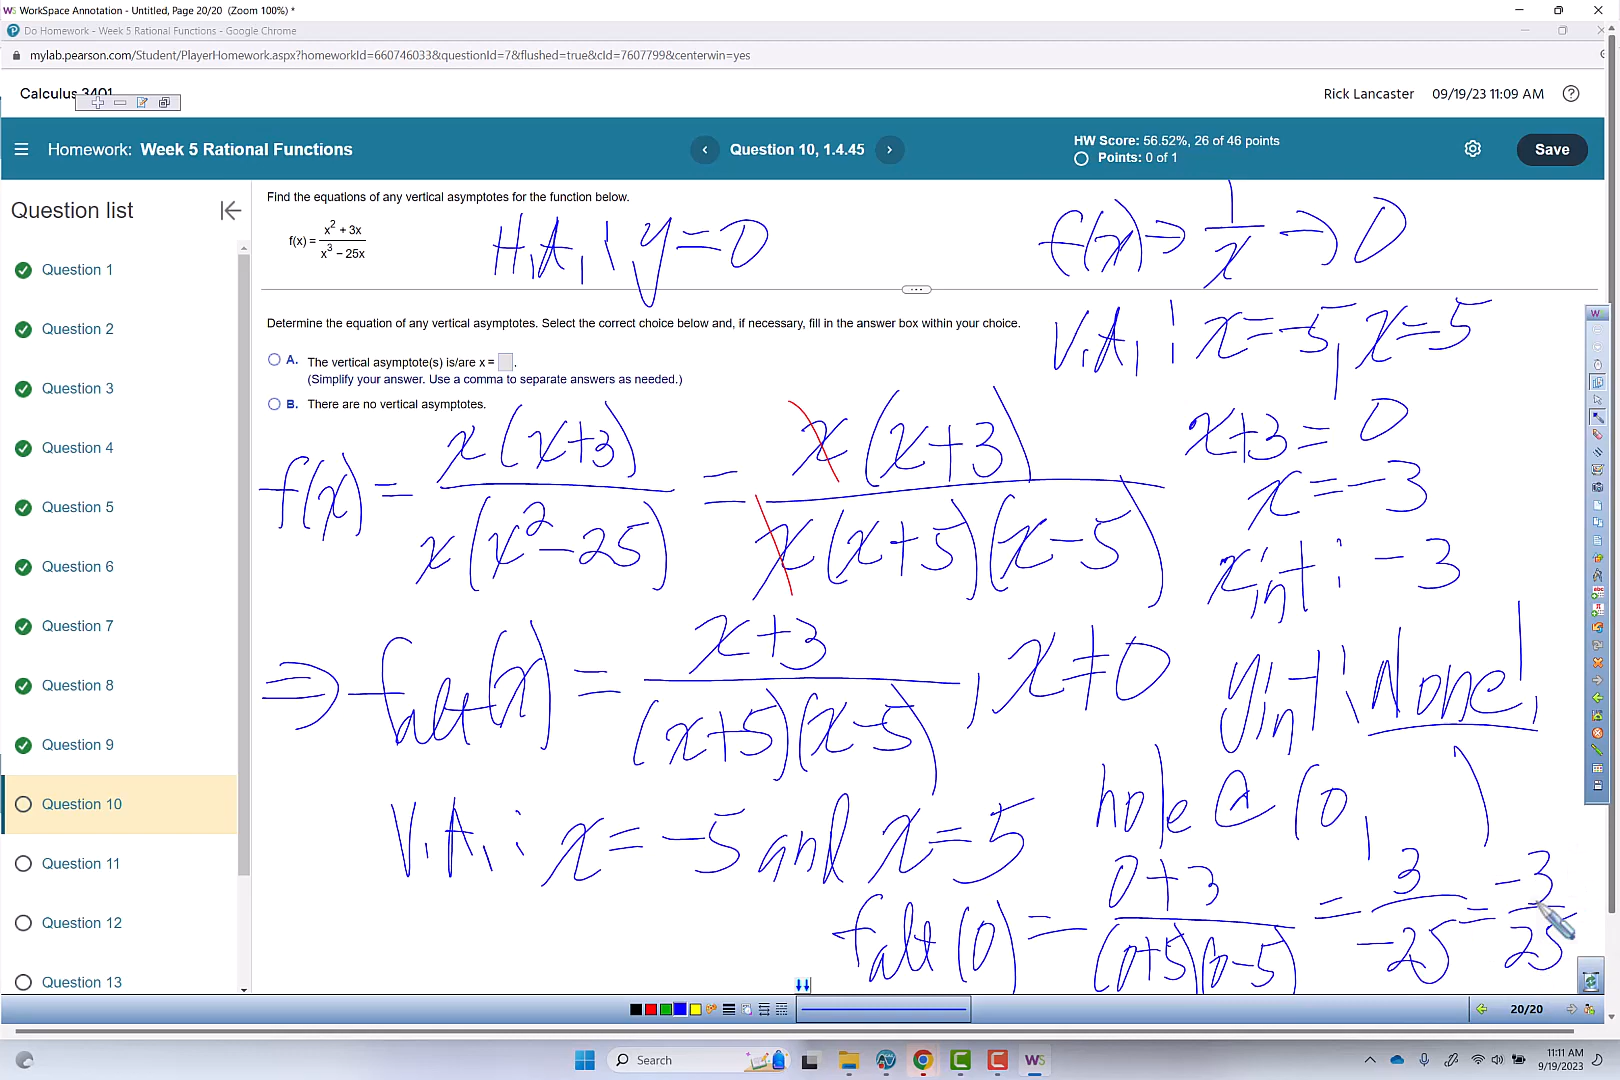 WS WorkSpace Annotation - Untitled, Page 20/20 (Zoom 100%) *
Do Homework - Week 5 Rational Functions - Google Chrome
mylab.pearson.com/Student/PlayerHomework.aspx?homeworkId=660746033&questionId=7&flushed=true&cId=7607799&centerwin=yes
Calculus 3401
Rick Lancaster 09/19/23 11:09 AM
Homework: Week 5 Rational Functions
Question 10, 1.4.45
HW Score: 56.52%, 26 of 46 points
Points: 0 of 1
Save
Question list
Question 1
Question 2
Question 3
Question 4
Question 5
Question 6
Question 7
Question 8
Question 9
Question 10
Question 11
Question 12
Question 13
Find the equations of any vertical asymptotes for the function below.
f(x) = (x² + 3x)/(x³ − 25x)
H.A.: y=0
f(x) → 1/x → 0
Determine the equation of any vertical asymptotes. Select the correct choice below and, if necessary, fill in the answer box within your choice.
V.A.: x=-5, x=5
A. The vertical asymptote(s) is/are x = .
(Simplify your answer. Use a comma to separate answers as needed.)
B. There are no vertical asymptotes.
f(x) = x(x+3)/x(x²-25) = x(x+3)/x(x+5)(x-5)
x+3=0
x=-3
x int: -3
⇒ f alt(x) = x+3/(x+5)(x-5), x≠0
y int: None!
V.A.: x=-5 and x=5
hole @ (0, )
f alt(0) = 0+3/(0+5)(0-5) = 3/-25 = -3/25
20/20
Search
WS
11:11 AM
9/19/2023